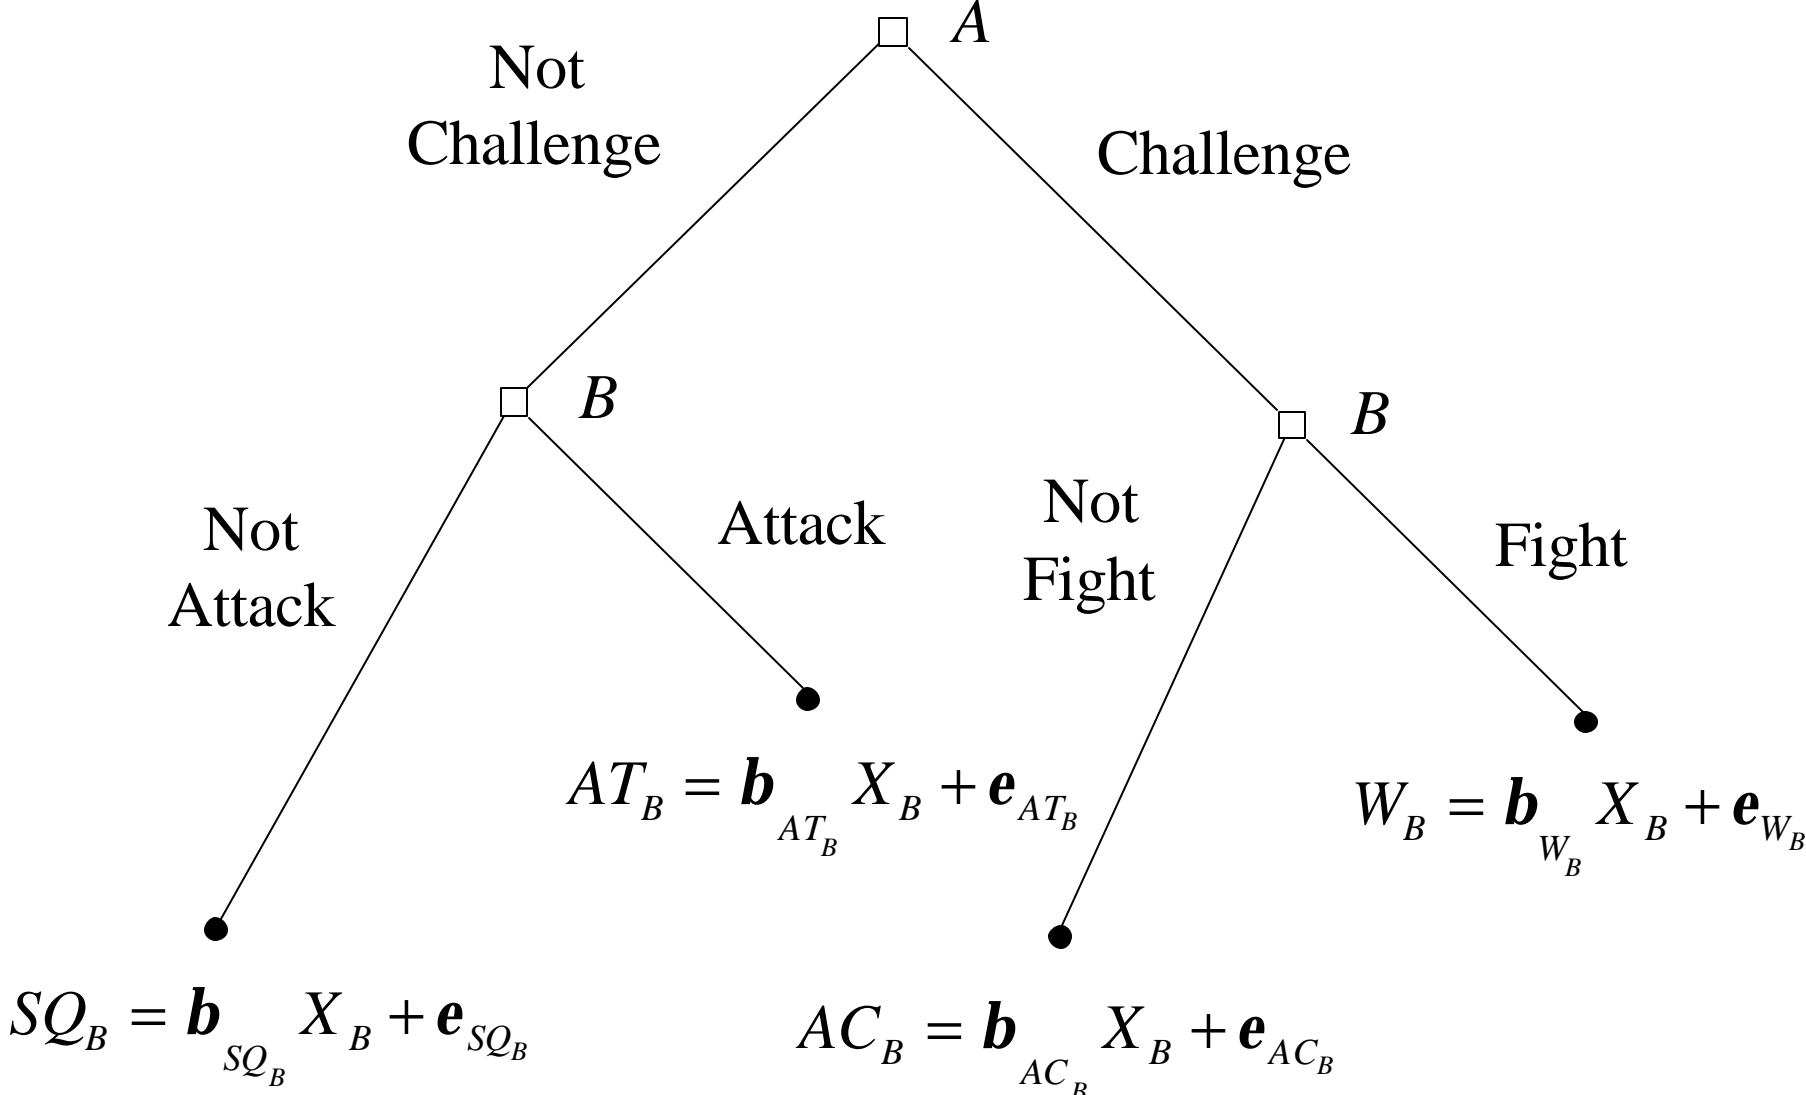 A
Not
Challenge
Challenge
B
B
Not
Attack
Attack
Not
Fight
Fight
AT_B = b_{AT_B} X_B + e_{AT_B}
W_B = b_{W_B} X_B + e_{W_B}
SQ_B = b_{SQ_B} X_B + e_{SQ_B}
AC_B = b_{AC_B} X_B + e_{AC_B}